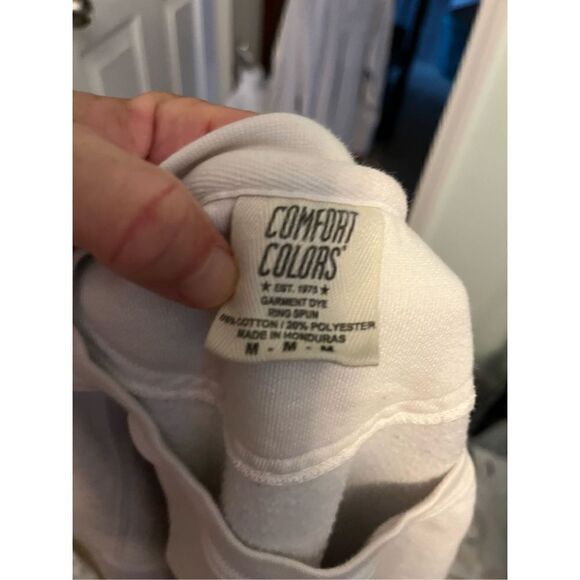 COMFORT
COLORS®
★ EST. 1975 ★
GARMENT DYE
RING SPUN
COTTON / 20% POLYESTER
MADE IN HONDURAS
M - M - M